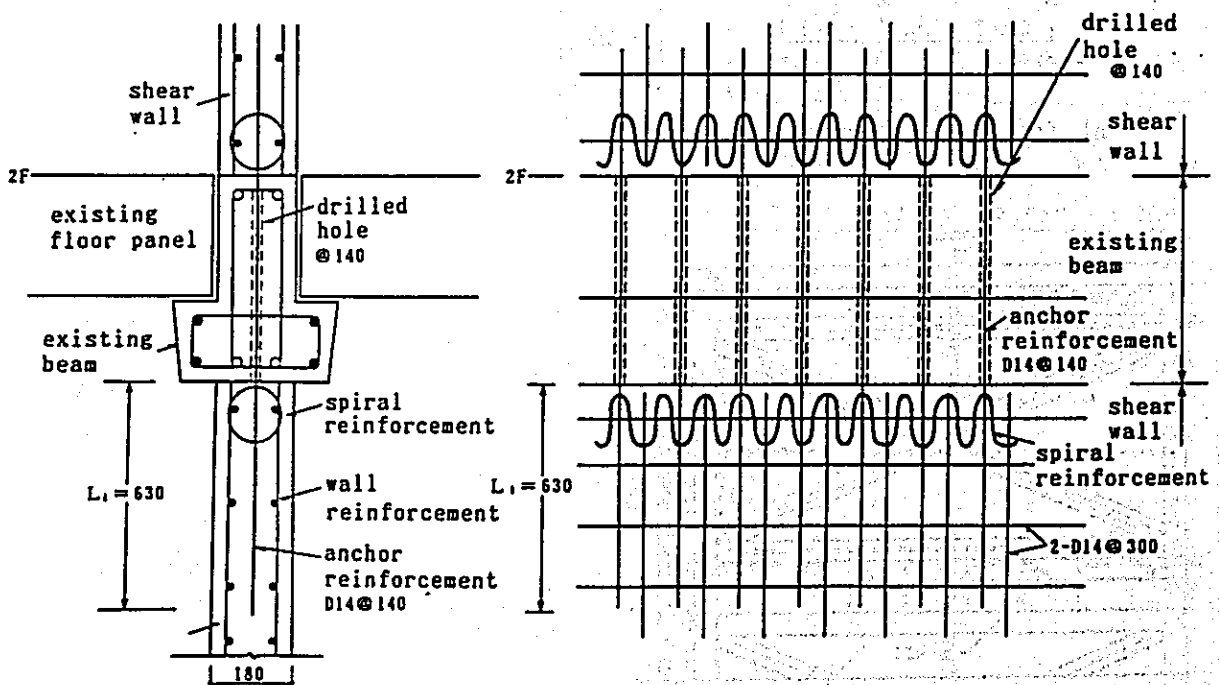 shear
wall
2F
existing
floor panel
drilled
hole
@140
existing
beam
spiral
reinforcement
L₁=630
wall
reinforcement
anchor
reinforcement
D14@140
180
drilled
hole
@140
shear
wall
2F
existing
beam
anchor
reinforcement
D14@140
shear
wall
spiral
reinforcement
L₁=630
2-D14@300